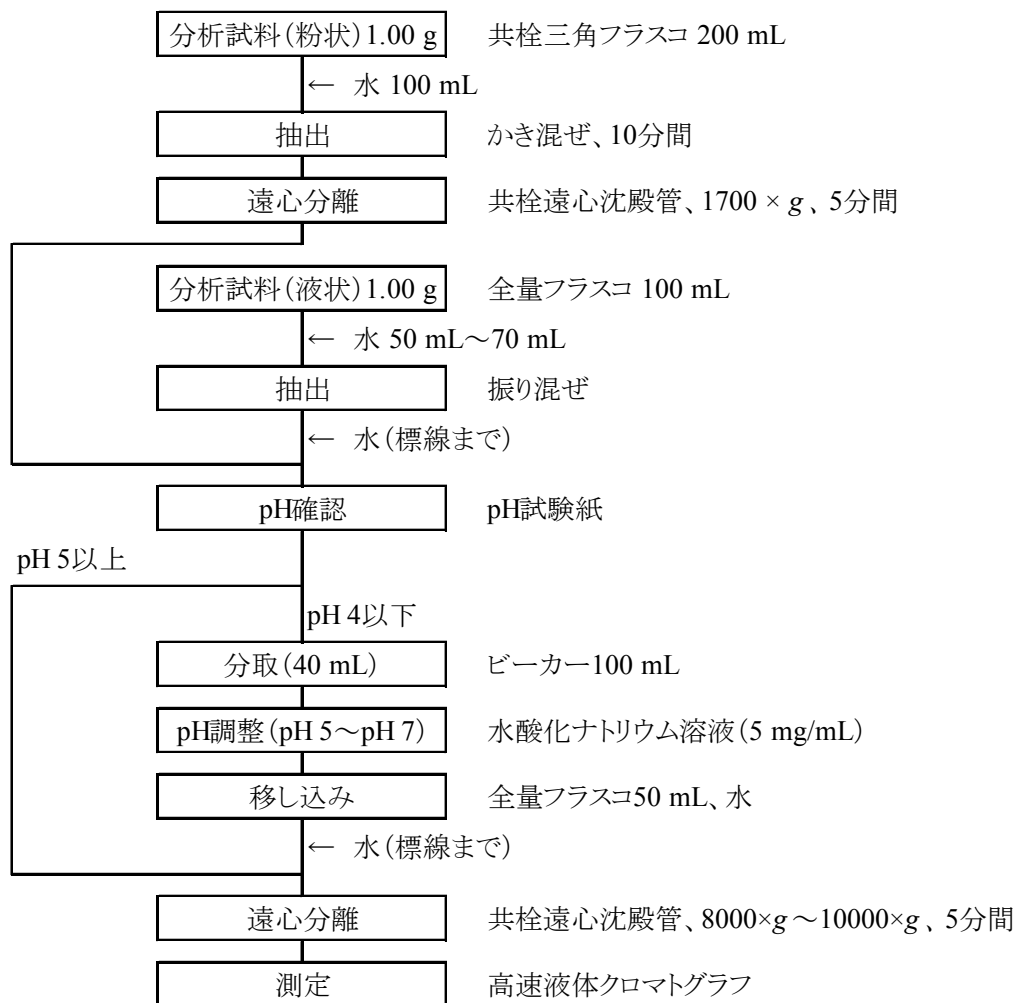 分析試料(粉状)1.00 g 共栓三角フラスコ 200 mL
← 水 100 mL
抽出 かき混ぜ、10分間
遠心分離 共栓遠心沈殿管、1700 × g 、5分間
分析試料(液状)1.00 g 全量フラスコ 100 mL
← 水 50 mL～70 mL
抽出 振り混ぜ
← 水(標線まで)
pH確認 pH試験紙
pH 5以上
pH 4以下
分取(40 mL) ビーカー100 mL
pH調整(pH 5～pH 7) 水酸化ナトリウム溶液(5 mg/mL)
移し込み 全量フラスコ50 mL、水
← 水(標線まで)
遠心分離 共栓遠心沈殿管、8000×g～10000×g 、5分間
測定 高速液体クロマトグラフ